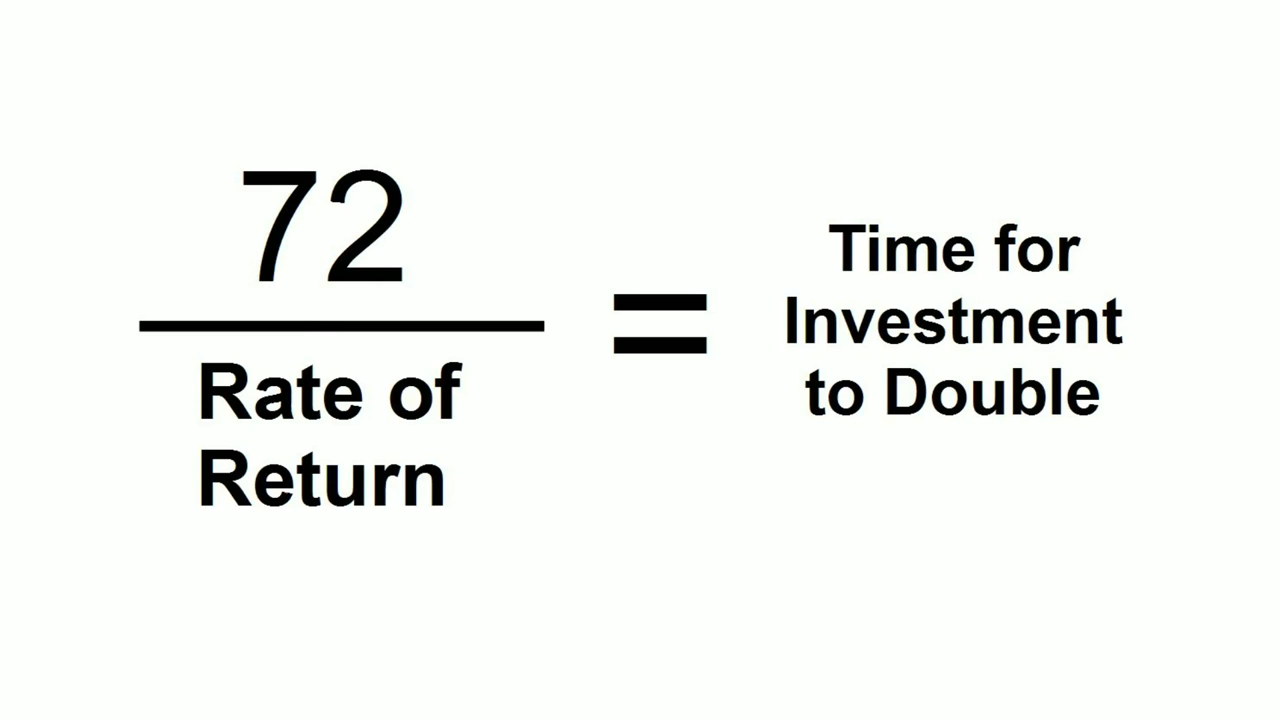 72
Rate of
Return
=
Time for
Investment
to Double